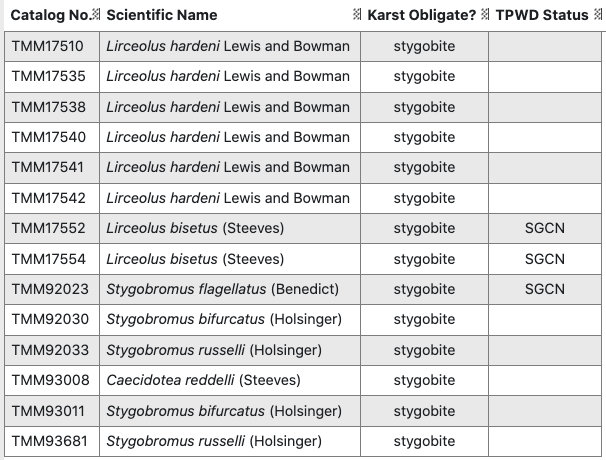 Catalog No. Scientific Name Karst Obligate? TPWD Status
TMM17510 Lirceolus hardeni Lewis and Bowman stygobite
TMM17535 Lirceolus hardeni Lewis and Bowman stygobite
TMM17538 Lirceolus hardeni Lewis and Bowman stygobite
TMM17540 Lirceolus hardeni Lewis and Bowman stygobite
TMM17541 Lirceolus hardeni Lewis and Bowman stygobite
TMM17542 Lirceolus hardeni Lewis and Bowman stygobite
TMM17552 Lirceolus bisetus (Steeves) stygobite SGCN
TMM17554 Lirceolus bisetus (Steeves) stygobite SGCN
TMM92023 Stygobromus flagellatus (Benedict) stygobite SGCN
TMM92030 Stygobromus bifurcatus (Holsinger) stygobite
TMM92033 Stygobromus russelli (Holsinger) stygobite
TMM93008 Caecidotea reddelli (Steeves) stygobite
TMM93011 Stygobromus bifurcatus (Holsinger) stygobite
TMM93681 Stygobromus russelli (Holsinger) stygobite